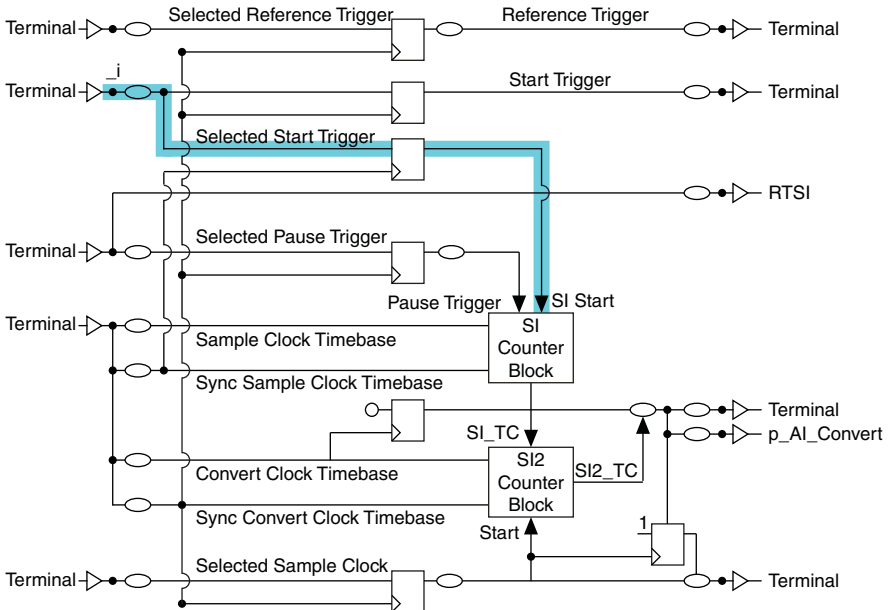 Terminal
Selected Reference Trigger
Reference Trigger
Terminal
_i
Terminal
Start Trigger
Terminal
Selected Start Trigger
RTSI
Terminal
Selected Pause Trigger
Pause Trigger
SI Start
Terminal
Sample Clock Timebase
SI
Counter
Block
Sync Sample Clock Timebase
Terminal
SI_TC
p_AI_Convert
Convert Clock Timebase
SI2
Counter
Block
SI2_TC
Sync Convert Clock Timebase
Start
1
Terminal
Selected Sample Clock
Terminal